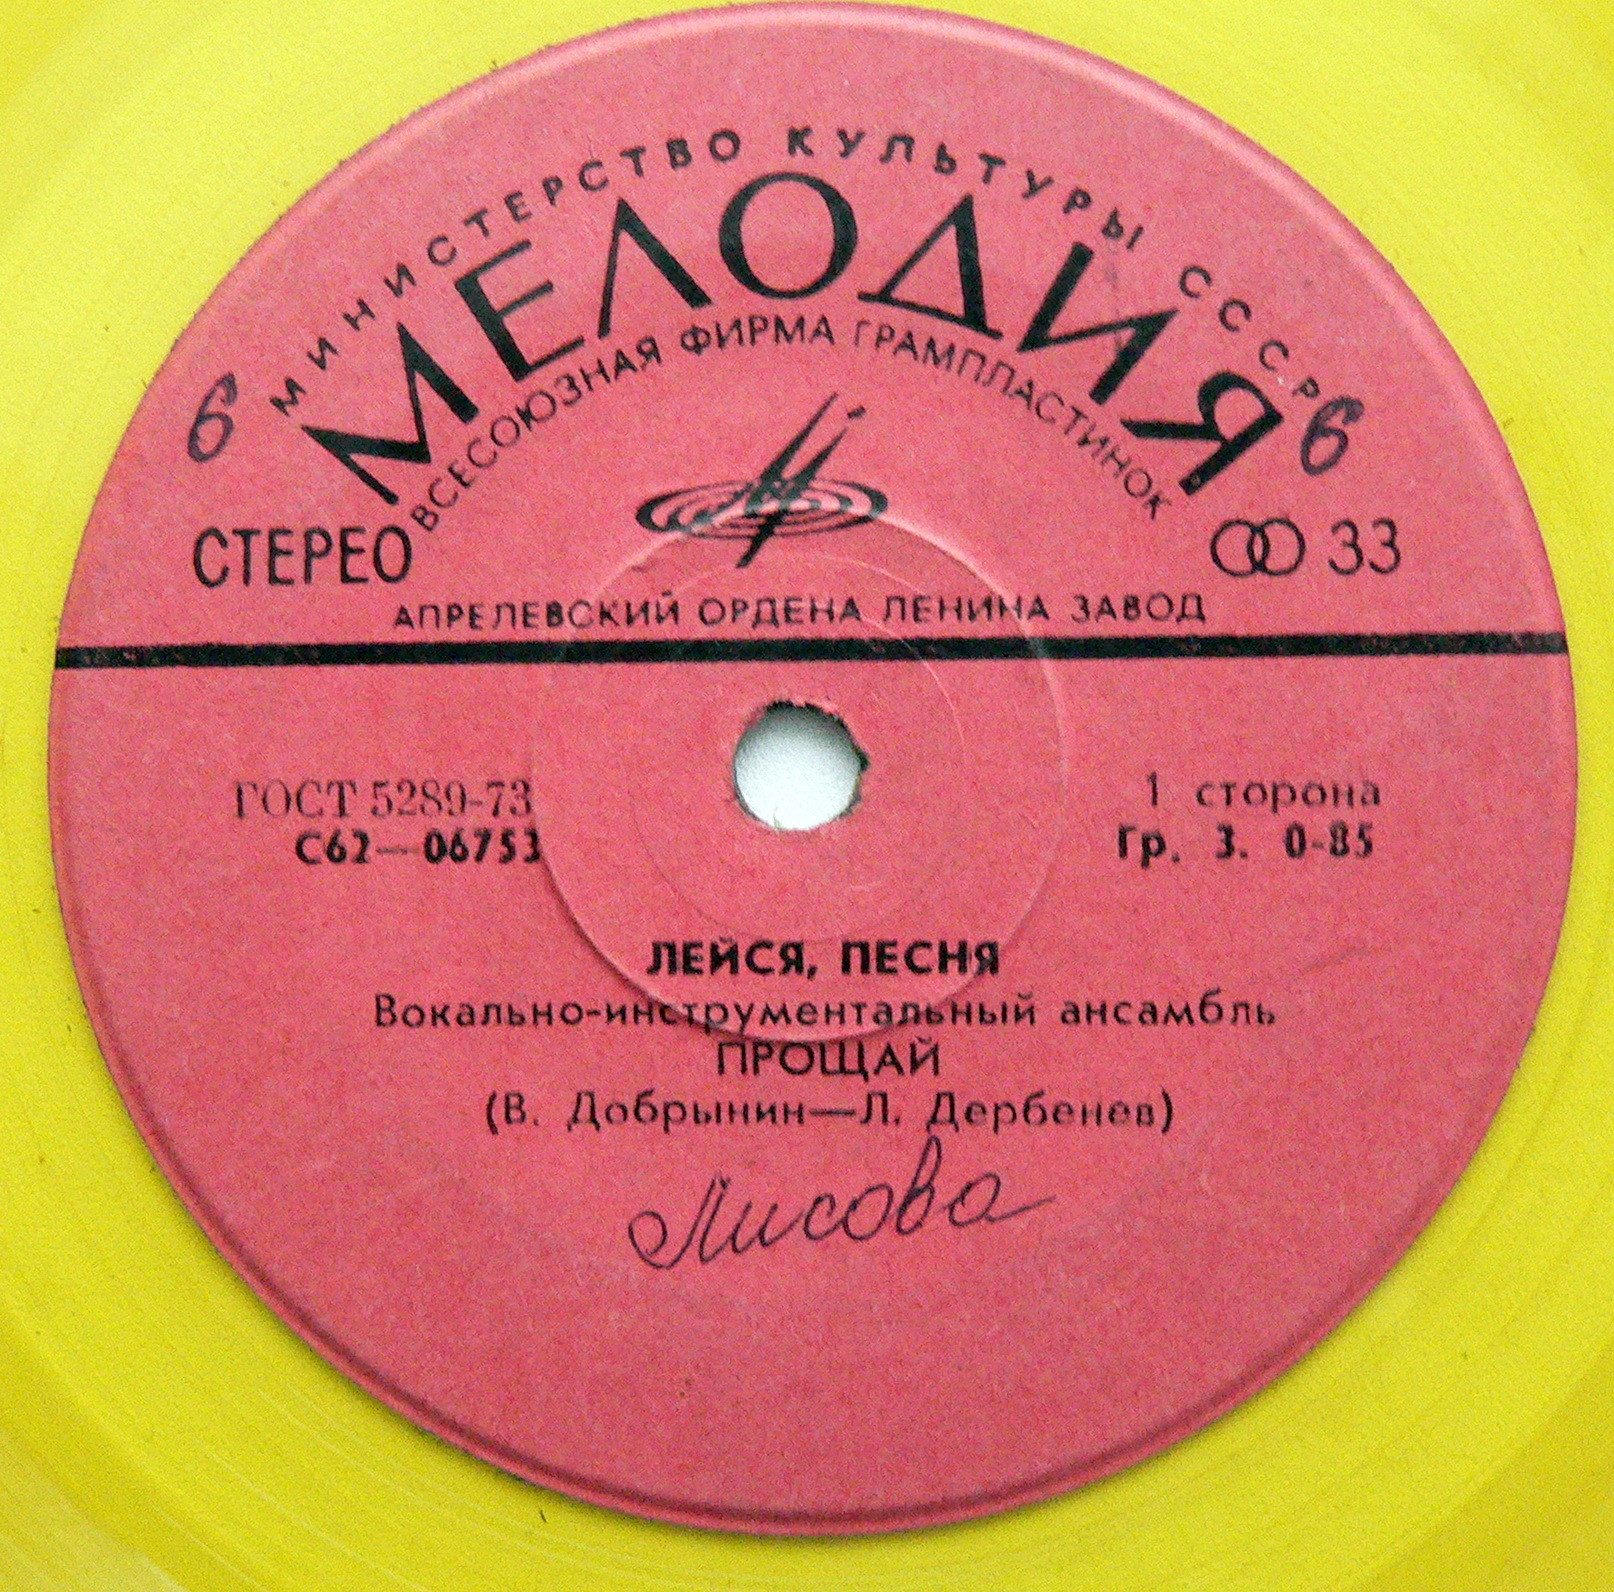 МИНИСТЕРСТВО КУЛЬТУРЫ СССР
МЕЛОДИЯ
ВСЕСОЮЗНАЯ ФИРМА ГРАМПЛАСТИНОК
6 6
СТЕРЕО 33
АПРЕЛЕВСКИЙ ОРДЕНА ЛЕНИНА ЗАВОД
ГОСТ 5289-73 1 сторона
С62—06753 Гр. 3. 0-85
ЛЕЙСЯ, ПЕСНЯ
Вокально-инструментальный ансамбль
ПРОЩАЙ
(В. Добрынин—Л. Дербенев)
Лисова